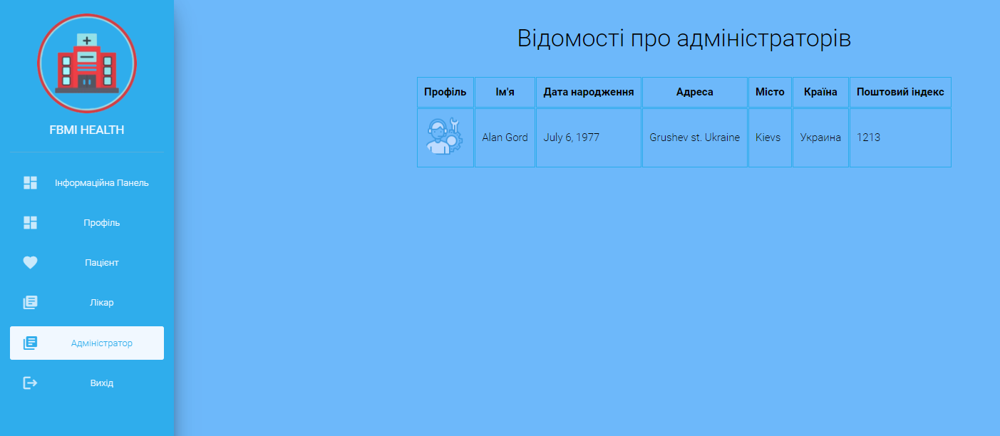 FBMI HEALTH
Інформаційна Панель
Профіль
Пацієнт
Лікар
Адміністратор
Вихід
Відомості про адміністраторів
Профіль Ім'я Дата народження Адреса Місто Країна Поштовий індекс
Alan Gord July 6, 1977 Grushev st. Ukraine Kievs Украина 1213